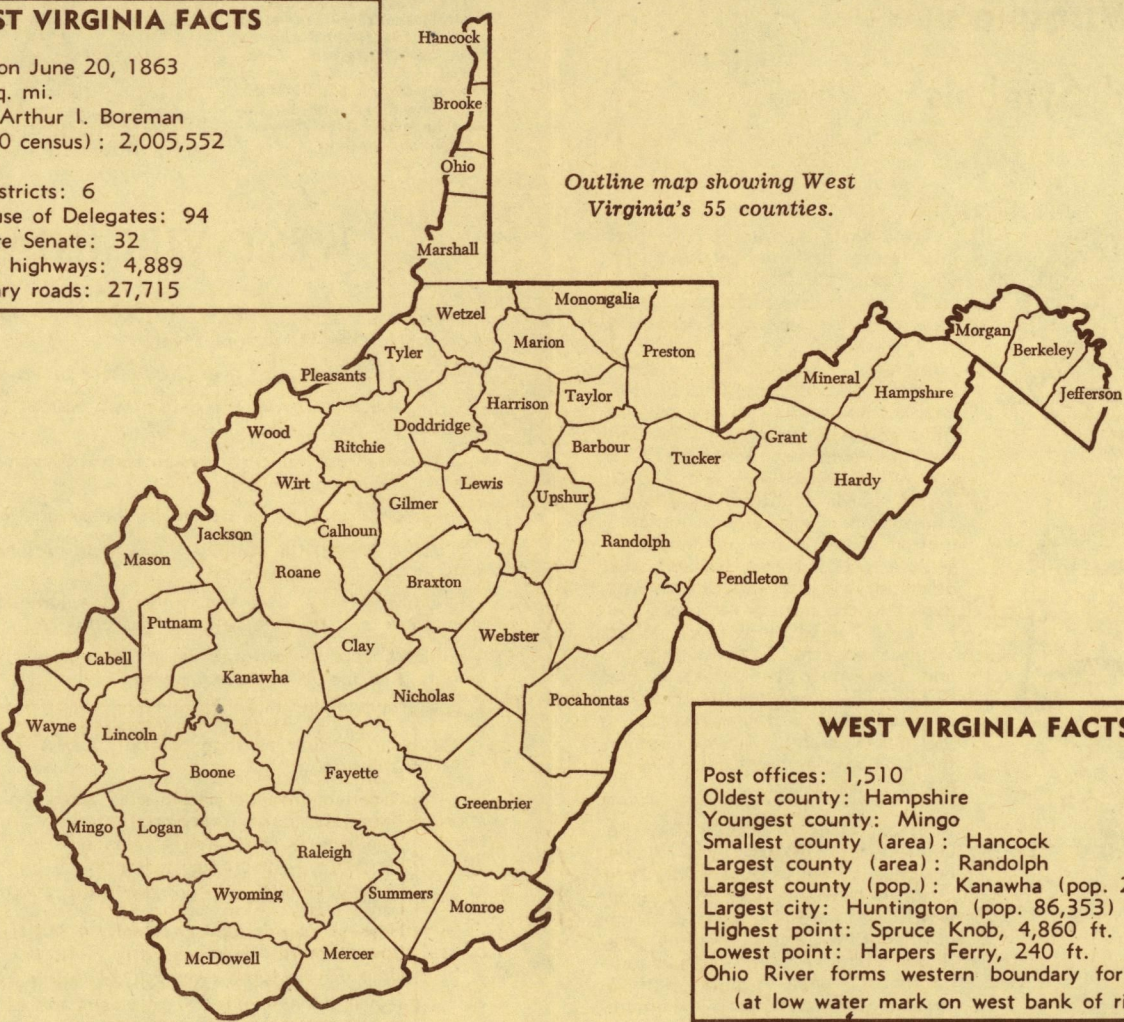 ST VIRGINIA FACTS
on June 20, 1863
q. mi.
Arthur I. Boreman
0 census) : 2,005,552
stricts: 6
use of Delegates: 94
e Senate: 32
highways: 4,889
ry roads: 27,715
Outline map showing West
Virginia's 55 counties.
Hancock
Brooke
Ohio
Marshall
Wetzel
Monongalia
Marion
Preston
Tyler
Pleasants
Harrison
Taylor
Doddridge
Wood
Ritchie
Barbour
Tucker
Grant
Mineral
Hampshire
Morgan
Berkeley
Jefferson
Hardy
Wirt
Lewis
Gilmer
Upshur
Calhoun
Jackson
Randolph
Mason
Roane
Braxton
Pendleton
Putnam
Clay
Webster
Cabell
Kanawha
Nicholas
Pocahontas
Wayne
Lincoln
Boone
Fayette
Greenbrier
Mingo
Logan
Raleigh
Wyoming
Summers
Monroe
McDowell
Mercer
WEST VIRGINIA FACTS
Post offices: 1,510
Oldest county: Hampshire
Youngest county: Mingo
Smallest county (area) : Hancock
Largest county (area) : Randolph
Largest county (pop.) : Kanawha (pop. 2
Largest city: Huntington (pop. 86,353)
Highest point: Spruce Knob, 4,860 ft.
Lowest point: Harpers Ferry, 240 ft.
Ohio River forms western boundary for
(at low water mark on west bank of ri